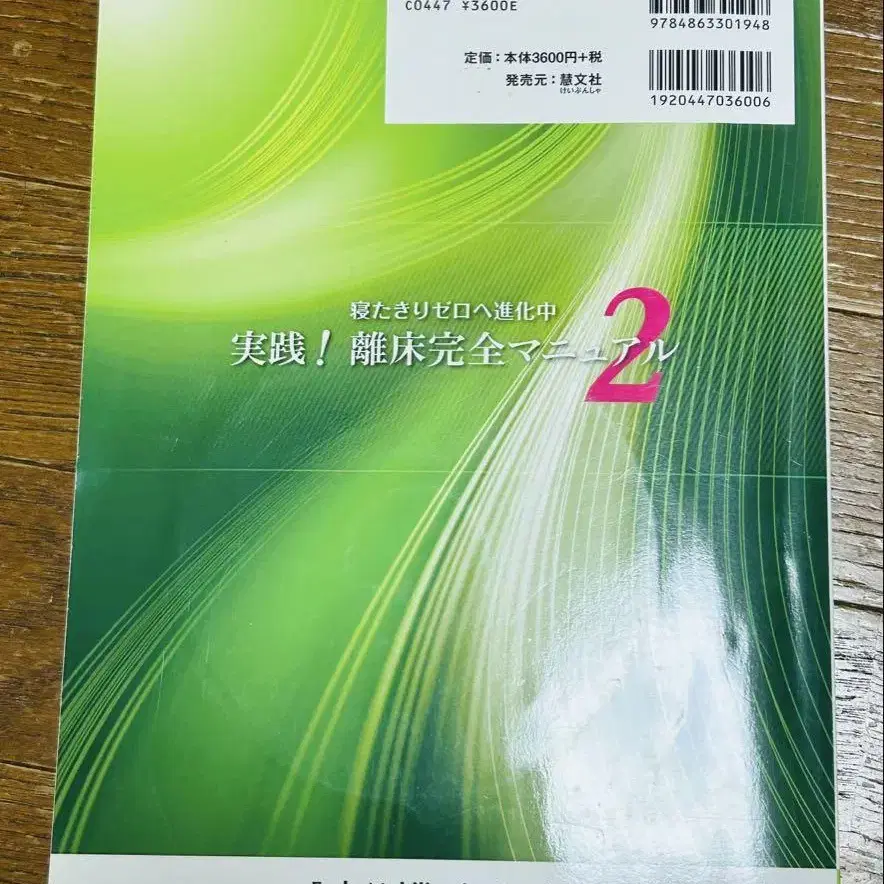 C0447 ¥3600E
9784863301948
定価：本体3600円+税
発売元：慧文社
けいぶんしゃ
1920447036006
寝たきりゼロへ進化中
実践！離床完全マニュアル2